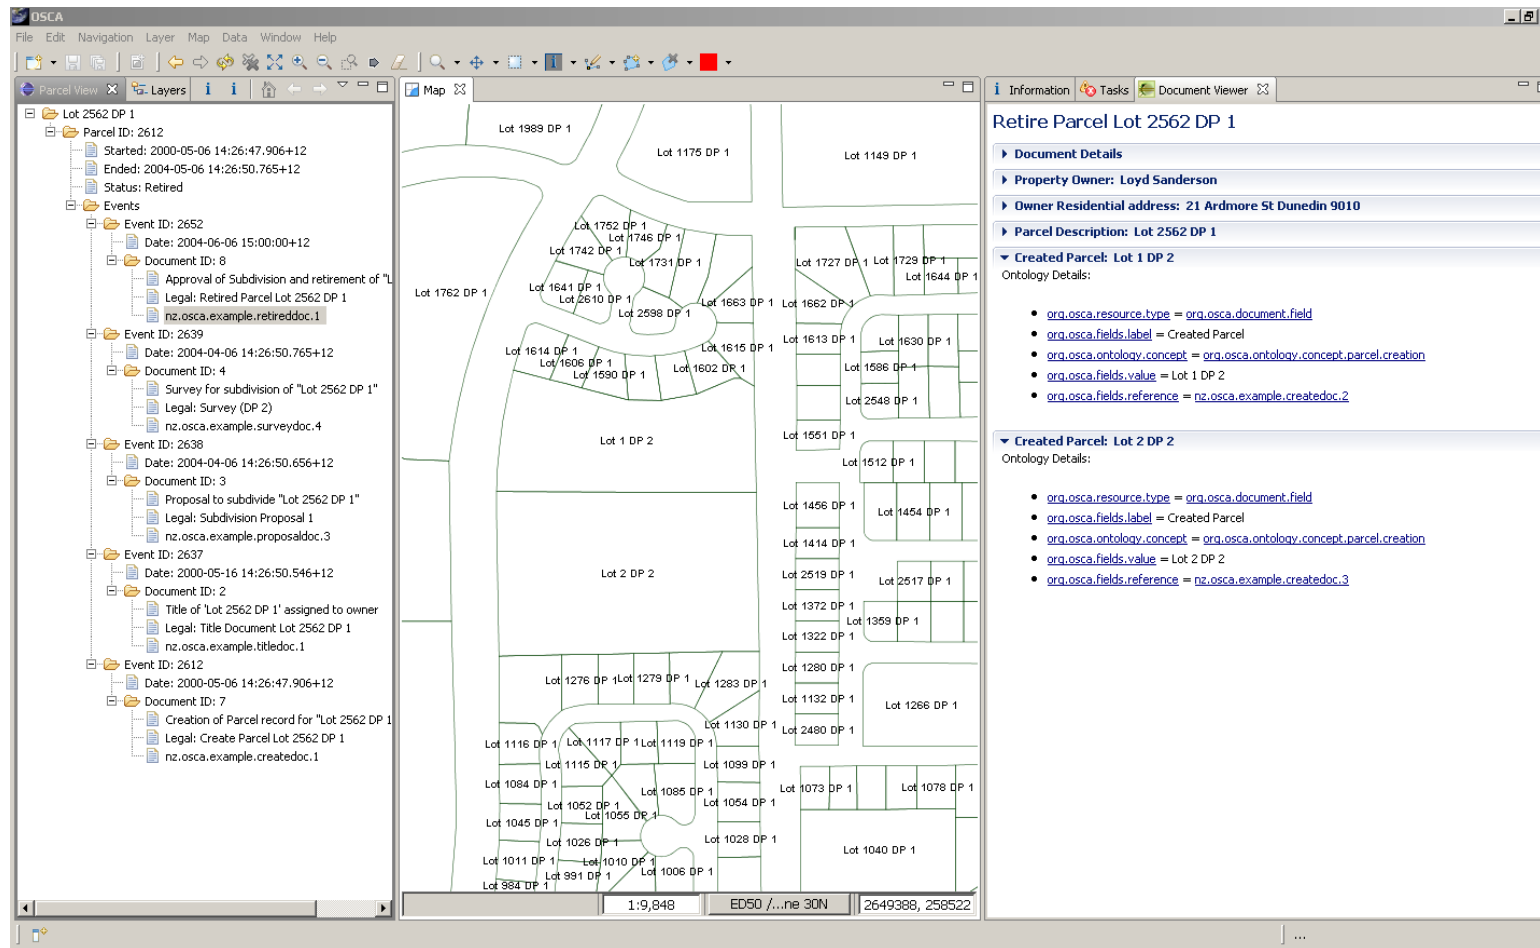 OSCA
File Edit Navigation Layer Map Data Window Help
Parcel View Layers
Lot 2562 DP 1
Parcel ID: 2612
Started: 2000-05-06 14:26:47.906+12
Ended: 2004-05-06 14:26:50.765+12
Status: Retired
Events
Event ID: 2652
Date: 2004-06-06 15:00:00+12
Document ID: 8
Approval of Subdivision and retirement of "L
Legal: Retired Parcel Lot 2562 DP 1
nz.osca.example.retireddoc.1
Event ID: 2639
Date: 2004-04-06 14:26:50.765+12
Document ID: 4
Survey for subdivision of "Lot 2562 DP 1"
Legal: Survey (DP 2)
nz.osca.example.surveydoc.4
Event ID: 2638
Date: 2004-04-06 14:26:50.656+12
Document ID: 3
Proposal to subdivide "Lot 2562 DP 1"
Legal: Subdivision Proposal 1
nz.osca.example.proposaldoc.3
Event ID: 2637
Date: 2000-05-16 14:26:50.546+12
Document ID: 2
Title of 'Lot 2562 DP 1' assigned to owner
Legal: Title Document Lot 2562 DP 1
nz.osca.example.titledoc.1
Event ID: 2612
Date: 2000-05-06 14:26:47.906+12
Document ID: 7
Creation of Parcel record for "Lot 2562 DP 1
Legal: Create Parcel Lot 2562 DP 1
nz.osca.example.createdoc.1
Map
Lot 1989 DP 1
Lot 1175 DP 1
Lot 1149 DP 1
Lot 1752 DP 1
Lot 1746 DP 1
Lot 1742 DP 1
Lot 1731 DP 1
Lot 1727 DP 1
Lot 1729 DP 1
Lot 1644 DP 1
Lot 1762 DP 1
Lot 1641 DP 1
Lot 2610 DP 1
Lot 1663 DP 1
Lot 1662 DP 1
Lot 2598 DP 1
Lot 1613 DP 1
Lot 1630 DP 1
Lot 1614 DP 1
Lot 1615 DP 1
Lot 1606 DP 1
Lot 1590 DP 1
Lot 1602 DP 1
Lot 1586 DP 1
Lot 2548 DP 1
Lot 1 DP 2
Lot 1551 DP 1
Lot 1512 DP 1
Lot 1456 DP 1
Lot 1454 DP 1
Lot 1414 DP 1
Lot 2 DP 2
Lot 2519 DP 1
Lot 2517 DP 1
Lot 1372 DP 1
Lot 1359 DP 1
Lot 1322 DP 1
Lot 1280 DP 1
Lot 1276 DP 1
Lot 1279 DP 1
Lot 1283 DP 1
Lot 1132 DP 1
Lot 1266 DP 1
Lot 1130 DP 1
Lot 2480 DP 1
Lot 1116 DP 1
Lot 1117 DP 1
Lot 1119 DP 1
Lot 1115 DP 1
Lot 1099 DP 1
Lot 1084 DP 1
Lot 1085 DP 1
Lot 1073 DP 1
Lot 1078 DP 1
Lot 1052 DP 1
Lot 1054 DP 1
Lot 1055 DP 1
Lot 1045 DP 1
Lot 1026 DP 1
Lot 1028 DP 1
Lot 1040 DP 1
Lot 1011 DP 1
Lot 1010 DP 1
Lot 991 DP 1
Lot 1006 DP 1
Lot 984 DP 1
1:9,848 ED50 /...ne 30N 2649388, 258522
Information Tasks Document Viewer
Retire Parcel Lot 2562 DP 1
Document Details
Property Owner: Loyd Sanderson
Owner Residential address: 21 Ardmore St Dunedin 9010
Parcel Description: Lot 2562 DP 1
Created Parcel: Lot 1 DP 2
Ontology Details:
org.osca.resource.type = org.osca.document.field
org.osca.fields.label = Created Parcel
org.osca.ontology.concept = org.osca.ontology.concept.parcel.creation
org.osca.fields.value = Lot 1 DP 2
org.osca.fields.reference = nz.osca.example.createdoc.2
Created Parcel: Lot 2 DP 2
Ontology Details:
org.osca.resource.type = org.osca.document.field
org.osca.fields.label = Created Parcel
org.osca.ontology.concept = org.osca.ontology.concept.parcel.creation
org.osca.fields.value = Lot 2 DP 2
org.osca.fields.reference = nz.osca.example.createdoc.3
...